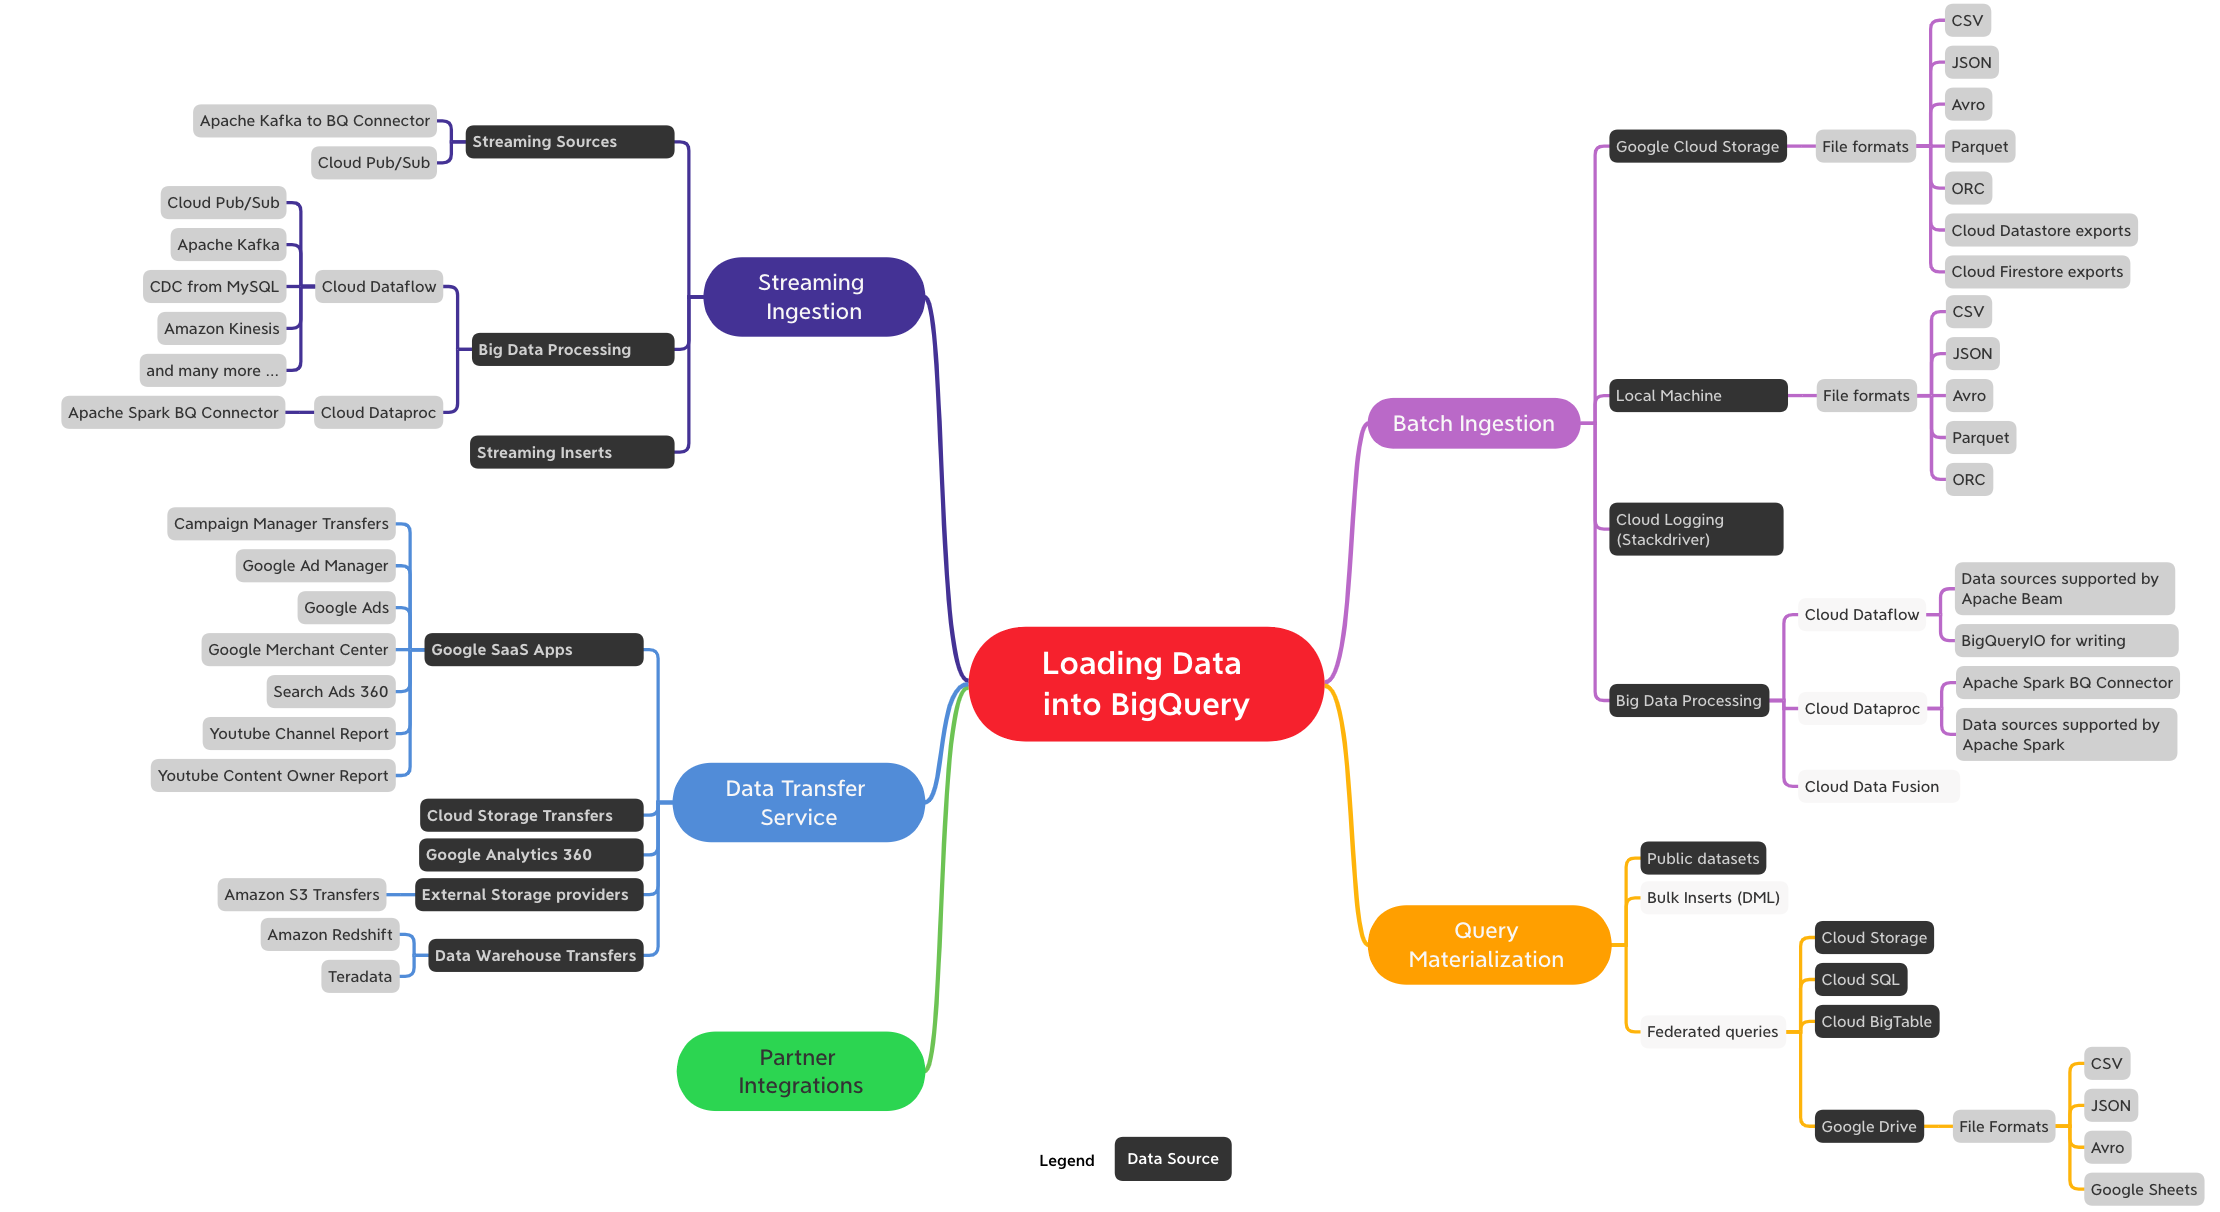 Loading Data
into BigQuery
Streaming
Ingestion
Streaming Sources
Apache Kafka to BQ Connector
Cloud Pub/Sub
Big Data Processing
Cloud Dataflow
Cloud Pub/Sub
Apache Kafka
CDC from MySQL
Amazon Kinesis
and many more ...
Cloud Dataproc
Apache Spark BQ Connector
Streaming Inserts
Data Transfer
Service
Google SaaS Apps
Campaign Manager Transfers
Google Ad Manager
Google Ads
Google Merchant Center
Search Ads 360
Youtube Channel Report
Youtube Content Owner Report
Cloud Storage Transfers
Google Analytics 360
External Storage providers
Amazon S3 Transfers
Data Warehouse Transfers
Amazon Redshift
Teradata
Partner
Integrations
Batch Ingestion
Google Cloud Storage
File formats
CSV
JSON
Avro
Parquet
ORC
Cloud Datastore exports
Cloud Firestore exports
Local Machine
File formats
CSV
JSON
Avro
Parquet
ORC
Cloud Logging
(Stackdriver)
Big Data Processing
Cloud Dataflow
Data sources supported by
Apache Beam
BigQueryIO for writing
Cloud Dataproc
Apache Spark BQ Connector
Data sources supported by
Apache Spark
Cloud Data Fusion
Query
Materialization
Public datasets
Bulk Inserts (DML)
Federated queries
Cloud Storage
Cloud SQL
Cloud BigTable
Google Drive
File Formats
CSV
JSON
Avro
Google Sheets
Legend
Data Source